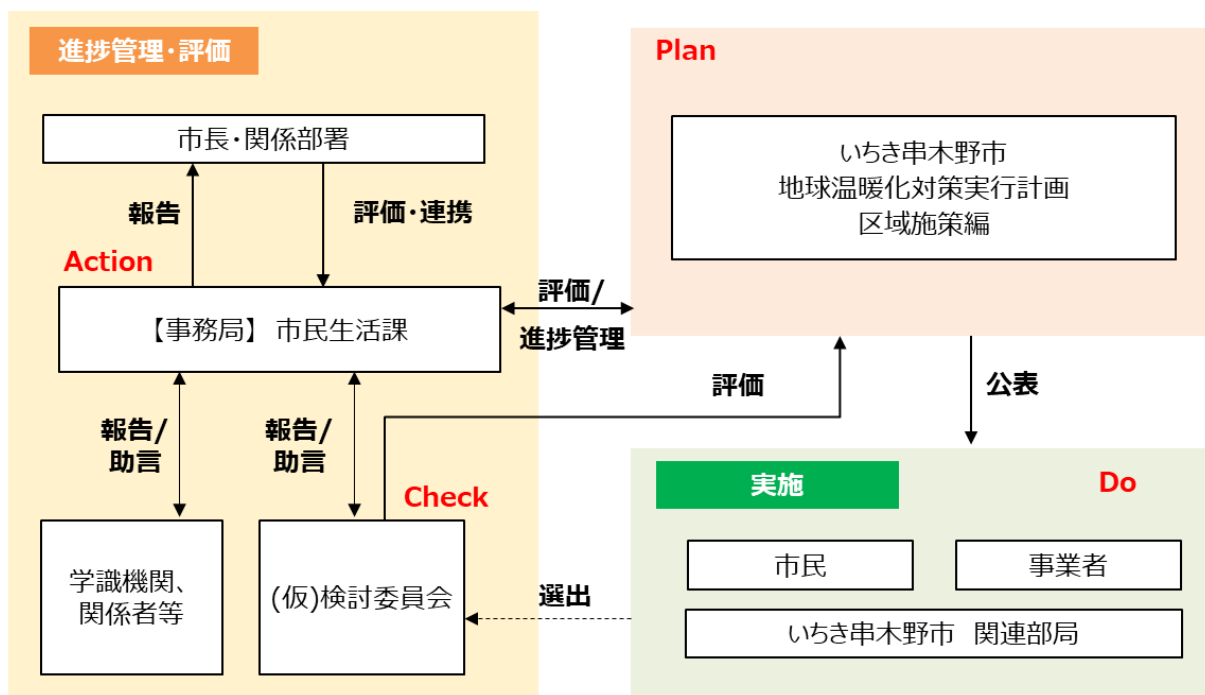 進捗管理・評価
市長・関係部署
報告
評価・連携
Action
【事務局】 市民生活課
報告/
助言
報告/
助言
Check
学識機関、
関係者等
(仮)検討委員会
評価/
進捗管理
評価
選出
Plan
いちき串木野市
地球温暖化対策実行計画
区域施策編
公表
実施
Do
市民
事業者
いちき串木野市 関連部局